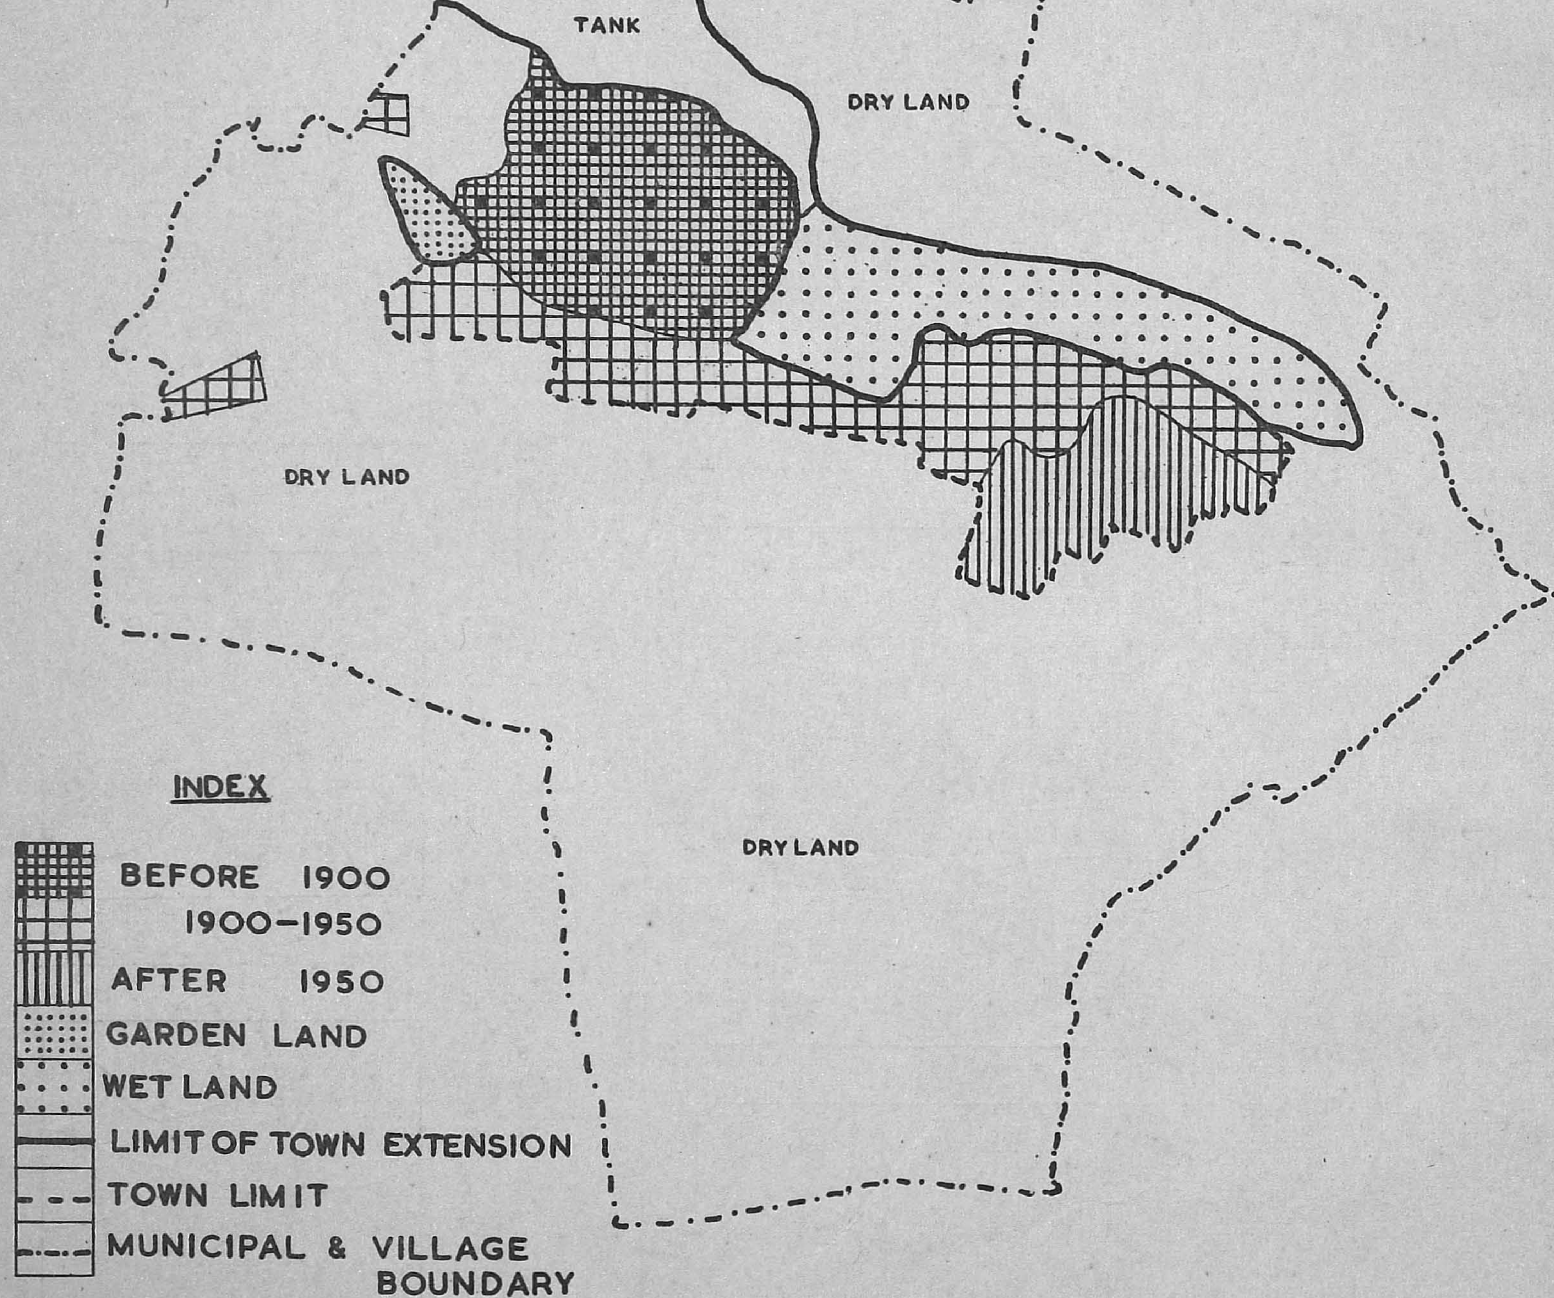 TANK
DRY LAND
DRY LAND
DRY LAND
INDEX
BEFORE 1900
1900-1950
AFTER 1950
GARDEN LAND
WET LAND
LIMIT OF TOWN EXTENSION
TOWN LIMIT
MUNICIPAL & VILLAGE
BOUNDARY